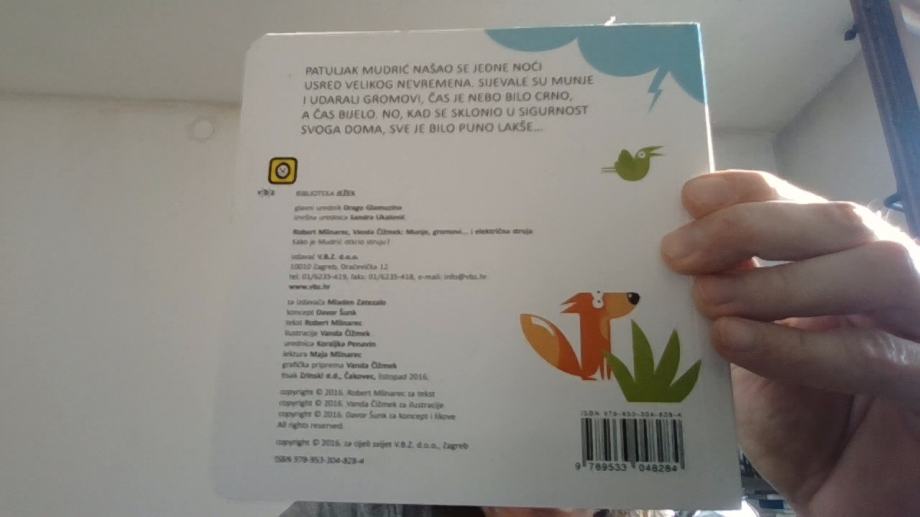 PATULJAK MUDRIĆ NAŠAO SE JEDNE NOĆI
USRED VELIKOG NEVREMENA. SIJEVALE SU MUNJE
I UDARALI GROMOVI, ČAS JE NEBO BILO CRNO,
A ČAS BIJELO. NO, KAD SE SKLONIO U SIGURNOST
SVOGA DOMA, SVE JE BILO PUNO LAKŠE...
BIBLIOTEKA JEŽEK
glavni urednik Drago Glamuzina
izvršna urednica Sandra Ukalović
Robert Mlinarec, Vanda Čižmek: Munje, gromovi... i električna struja
Kako je Mudrić otkrio struju?
izdavač V.B.Z. d.o.o.
10010 Zagreb, Dračevička 12
tel: 01/6235-419, faks: 01/6235-418, e-mail: info@vbz.hr
www.vbz.hr
za izdavača Mladen Zatezalo
koncept Davor Šunk
tekst Robert Mlinarec
ilustracije Vanda Čižmek
urednica Koraljka Penavin
lektura Maja Mlinarec
grafička priprema Vanda Čižmek
tisak Zrinski d.d., Čakovec, listopad 2016.
copyright © 2016. Robert Mlinarec za tekst
copyright © 2016. Vanda Čižmek za ilustracije
copyright © 2016. Davor Šunk za koncept i likove
All rights reserved.
copyright © 2016. za cijeli svijet V.B.Z. d.o.o., Zagreb
ISBN 978-953-304-828-4
ISBN 978-953-304-828-4
9 789533 048284